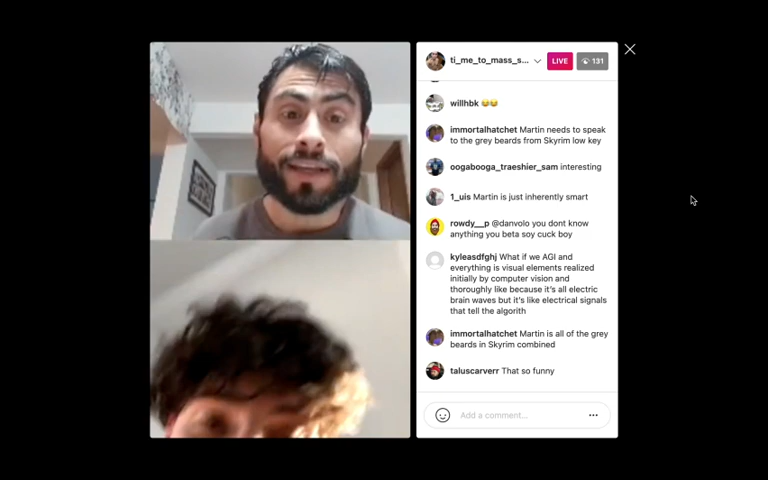 ti_me_to_mass_s...
LIVE
131
willhbk 😂😂
immortalhatchet Martin needs to speak
to the grey beards from Skyrim low key
oogabooga_traeshier_sam interesting
1_uis Martin is just inherently smart
rowdy__p @danvolo you dont know
anything you beta soy cuck boy
kyleasdfghj What if we AGI and
everything is visual elements realized
initially by computer vision and
thoroughly like because it's all electric
brain waves but it's like electrical signals
that tell the algorith
immortalhatchet Martin is all of the grey
beards in Skyrim combined
taluscarverr That so funny
Add a comment...